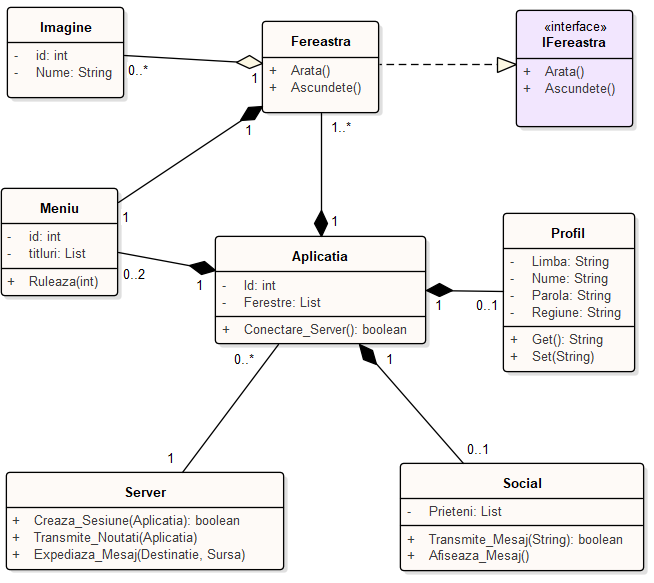 Imagine
- id: int
- Nume: String
0..*
1
Fereastra
+ Arata()
+ Ascundete()
«interface»
IFereastra
+ Arata()
+ Ascundete()
1
1..*
1
Meniu
- id: int
- titluri: List
+ Ruleaza(int)
0..2
1
1
Aplicatia
- Id: int
- Ferestre: List
+ Conectare_Server(): boolean
1
0..1
Profil
- Limba: String
- Nume: String
- Parola: String
- Regiune: String
+ Get(): String
+ Set(String)
0..*
1
1
0..1
Server
+ Creaza_Sesiune(Aplicatia): boolean
+ Transmite_Noutati(Aplicatia)
+ Expediaza_Mesaj(Destinatie, Sursa)
Social
- Prieteni: List
+ Transmite_Mesaj(String): boolean
+ Afiseaza_Mesaj()